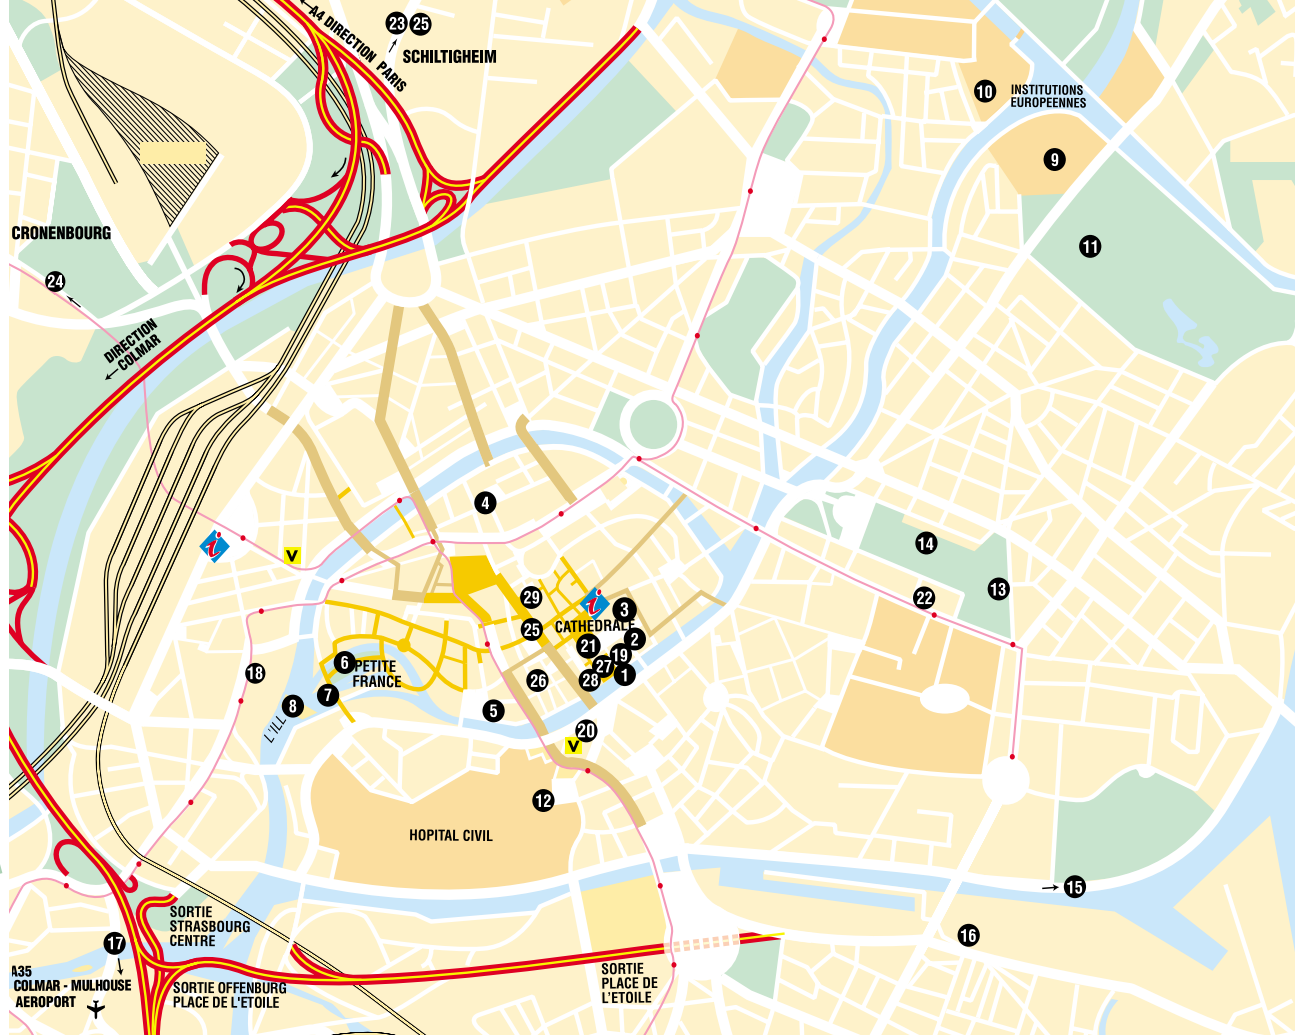 A4 DIRECTION PARIS
23 25
SCHILTIGHEIM
10
INSTITUTIONS
EUROPEENNES
9
CRONENBOURG
11
24
DIRECTION
COLMAR
4
14
i
V
13
29
i
3
22
25
CATHEDRALE
2
21
19
6
PETITE
FRANCE
27
18
26
28
1
7
8
5
L'ILL
20
V
12
HOPITAL CIVIL
15
SORTIE
STRASBOURG
CENTRE
17
16
A35
COLMAR - MULHOUSE
AEROPORT
SORTIE OFFENBURG
PLACE DE L'ETOILE
SORTIE
PLACE DE
L'ETOILE